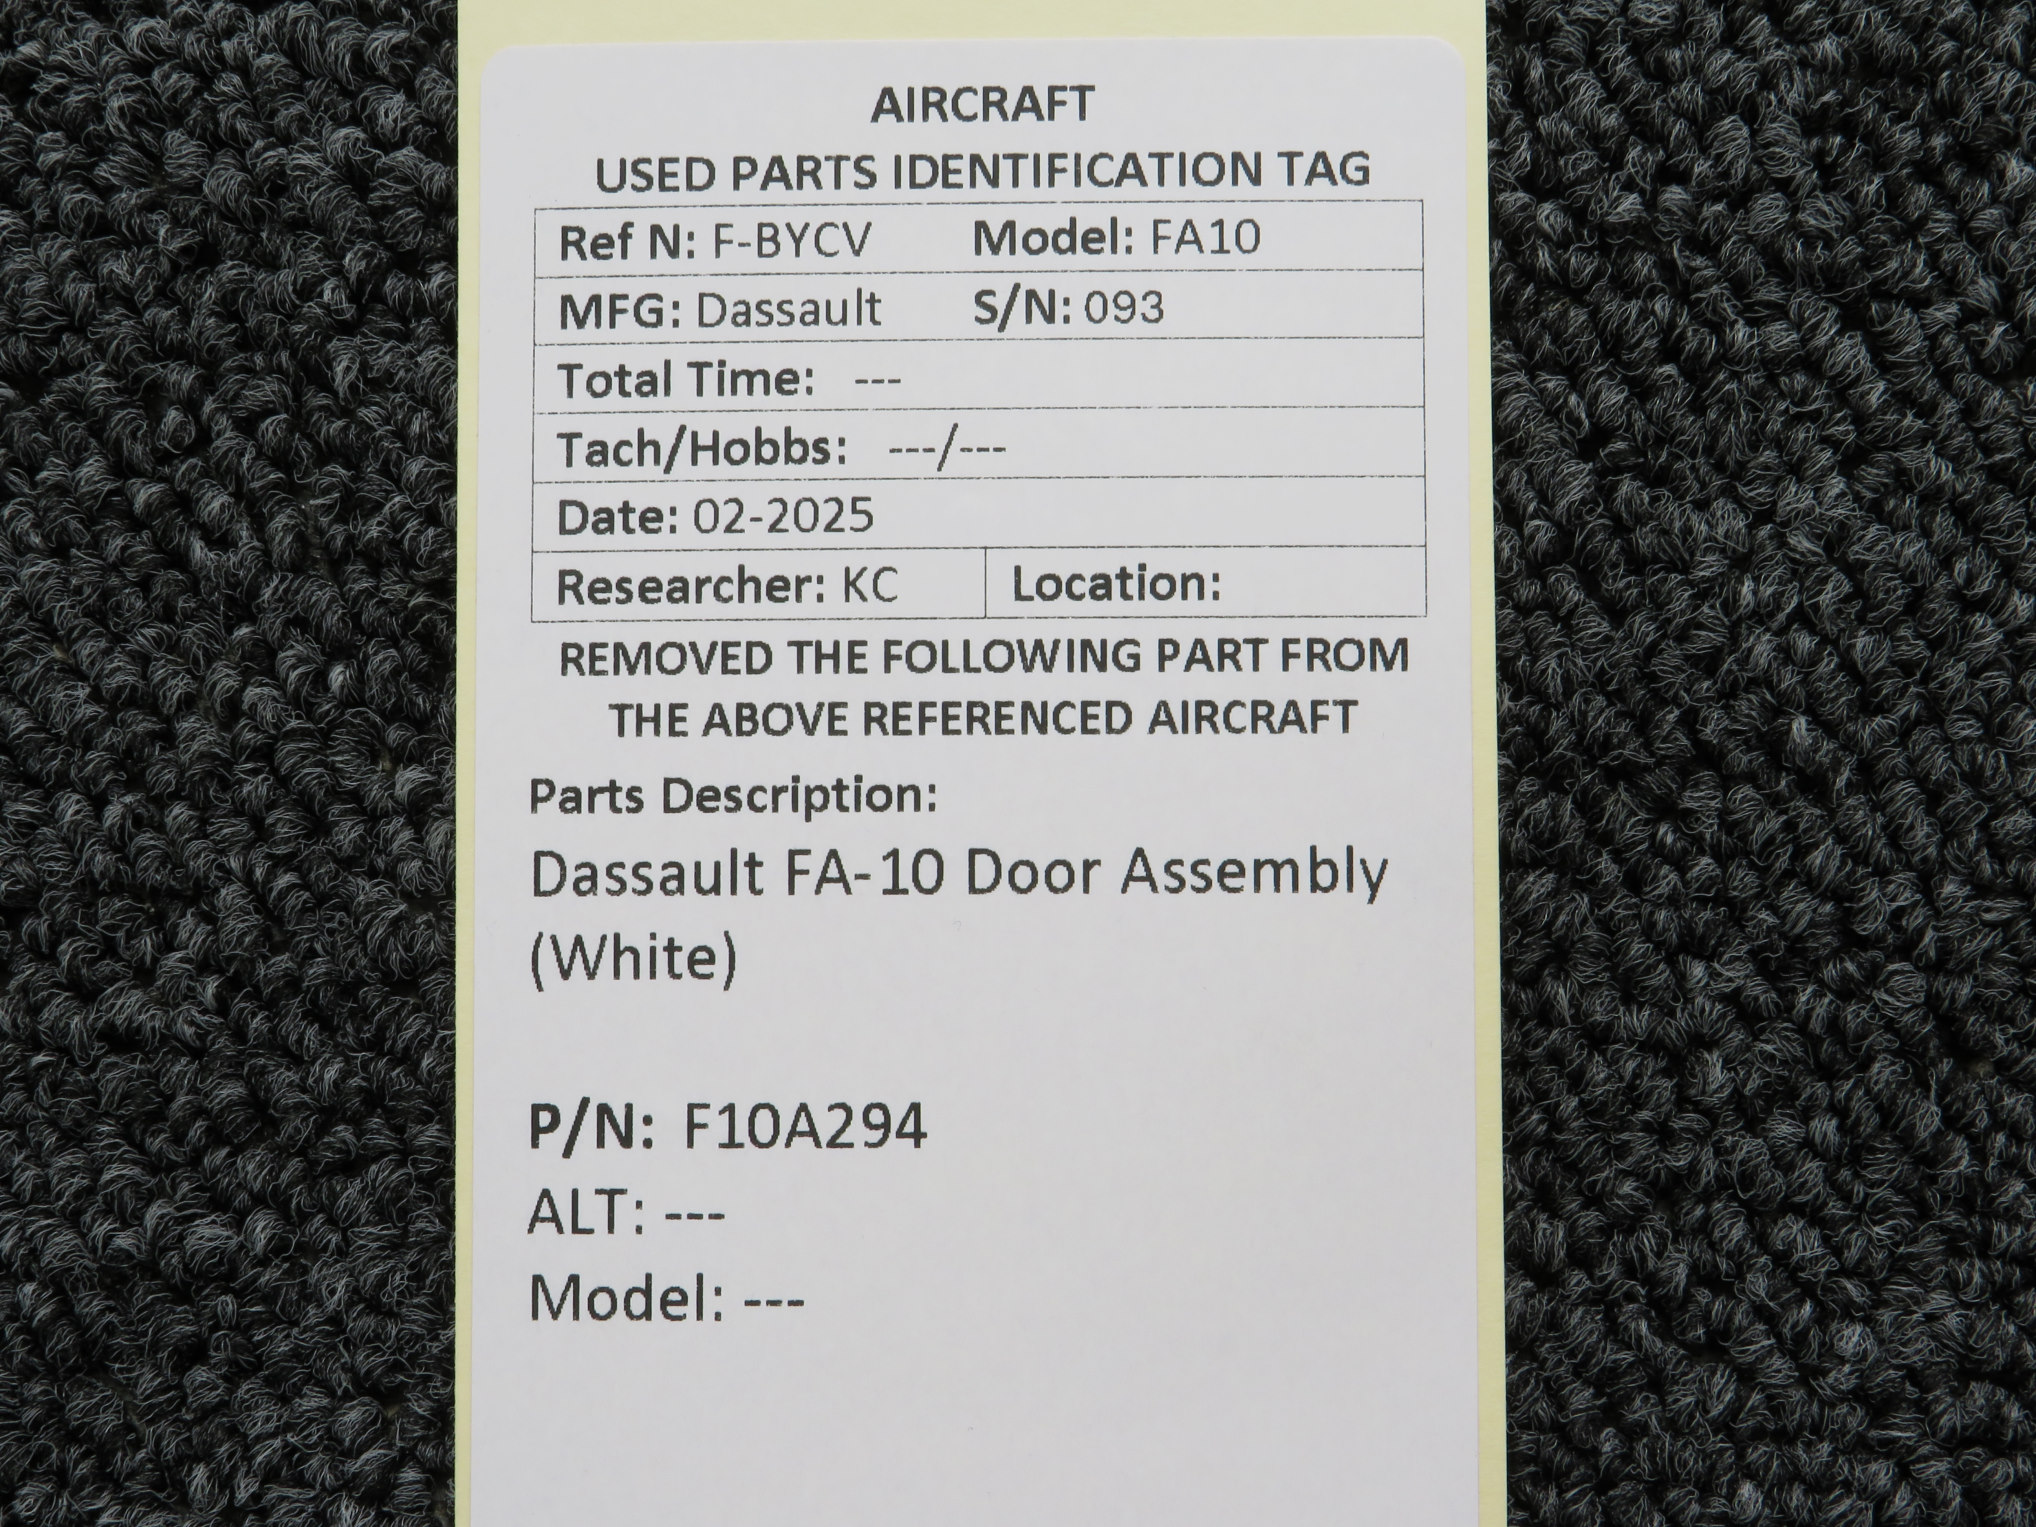 AIRCRAFT
USED PARTS IDENTIFICATION TAG
Ref N: F-BYCV Model: FA10
MFG: Dassault S/N: 093
Total Time: ---
Tach/Hobbs: ---/---
Date: 02-2025
Researcher: KC Location:
REMOVED THE FOLLOWING PART FROM
THE ABOVE REFERENCED AIRCRAFT
Parts Description:
Dassault FA-10 Door Assembly
(White)
P/N: F10A294
ALT: ---
Model: ---